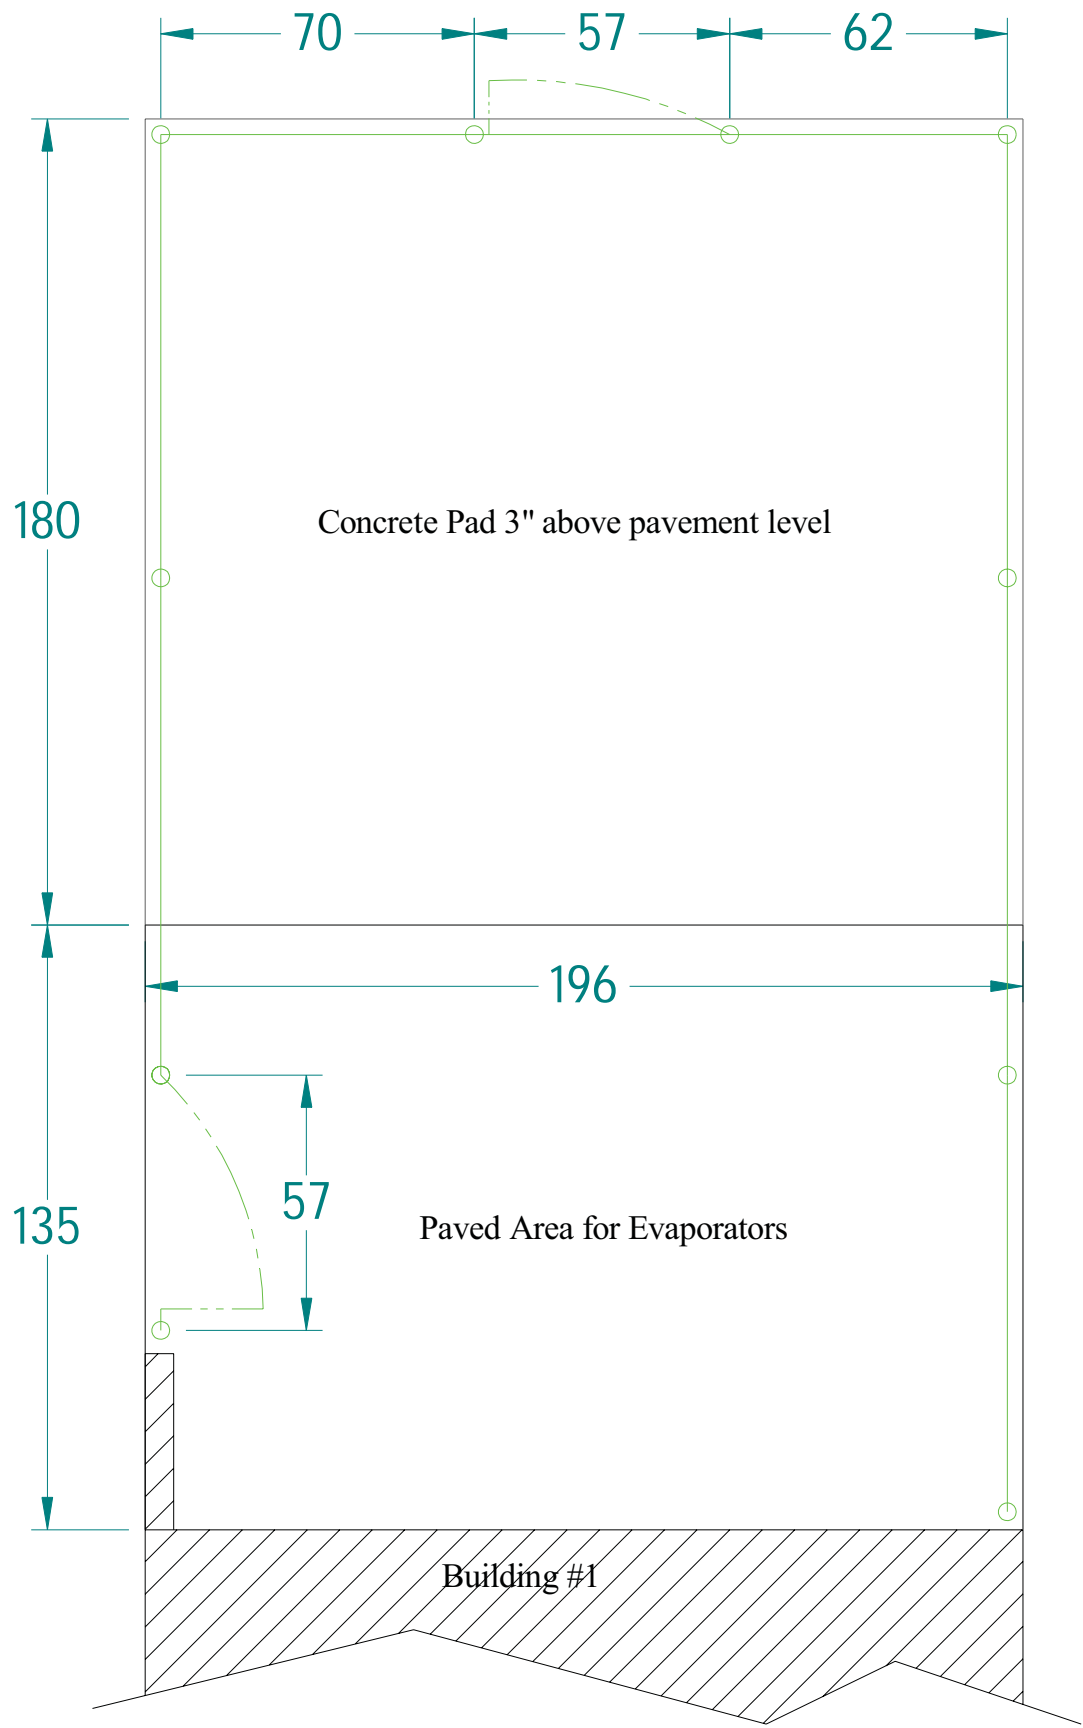 70 57 62
180
Concrete Pad 3" above pavement level
196
57
135
Paved Area for Evaporators
Building #1